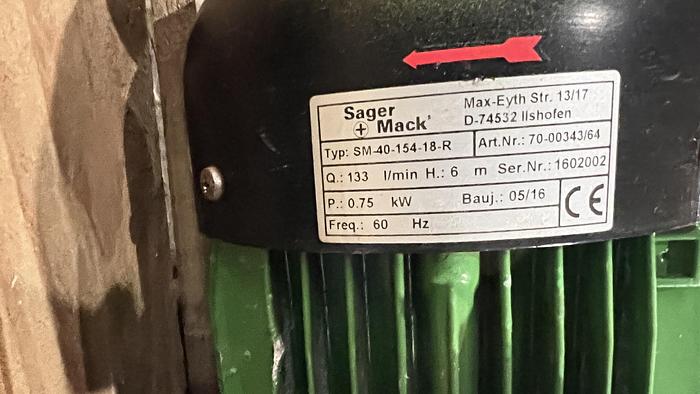 Sager
+ Mack'
Max-Eyth Str. 13/17
D-74532 Ilshofen
Typ: SM-40-154-18-R
Art.Nr.: 70-00343/64
Q.: 133 l/min H.: 6 m Ser.Nr.: 1602002
P.: 0.75 kW Bauj.: 05/16
Freq.: 60 Hz
CE